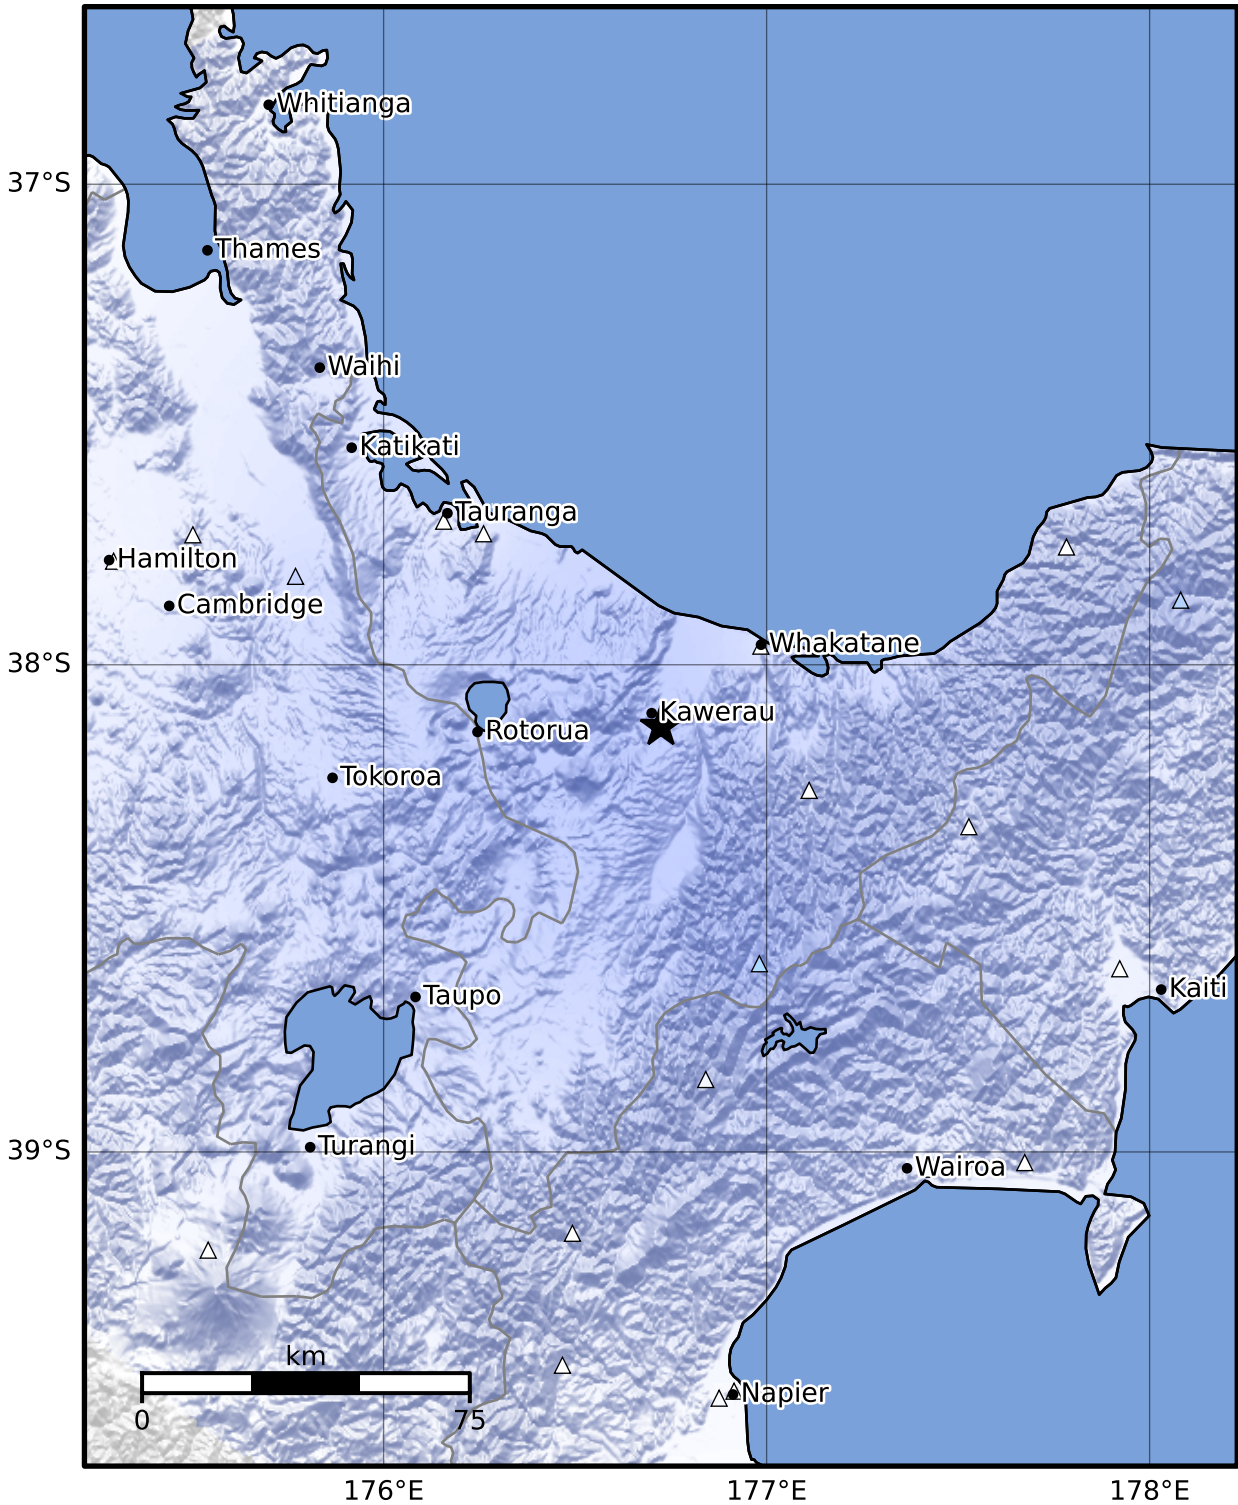 Whitianga
37°S
Thames
Waihi
Katikati
Tauranga
Hamilton
Cambridge
Whakatane
38°S
Kawerau
Rotorua
Tokoroa
Kaiti
Taupo
Turangi
39°S
Wairoa
km
Napier
0 75
176°E 177°E 178°E